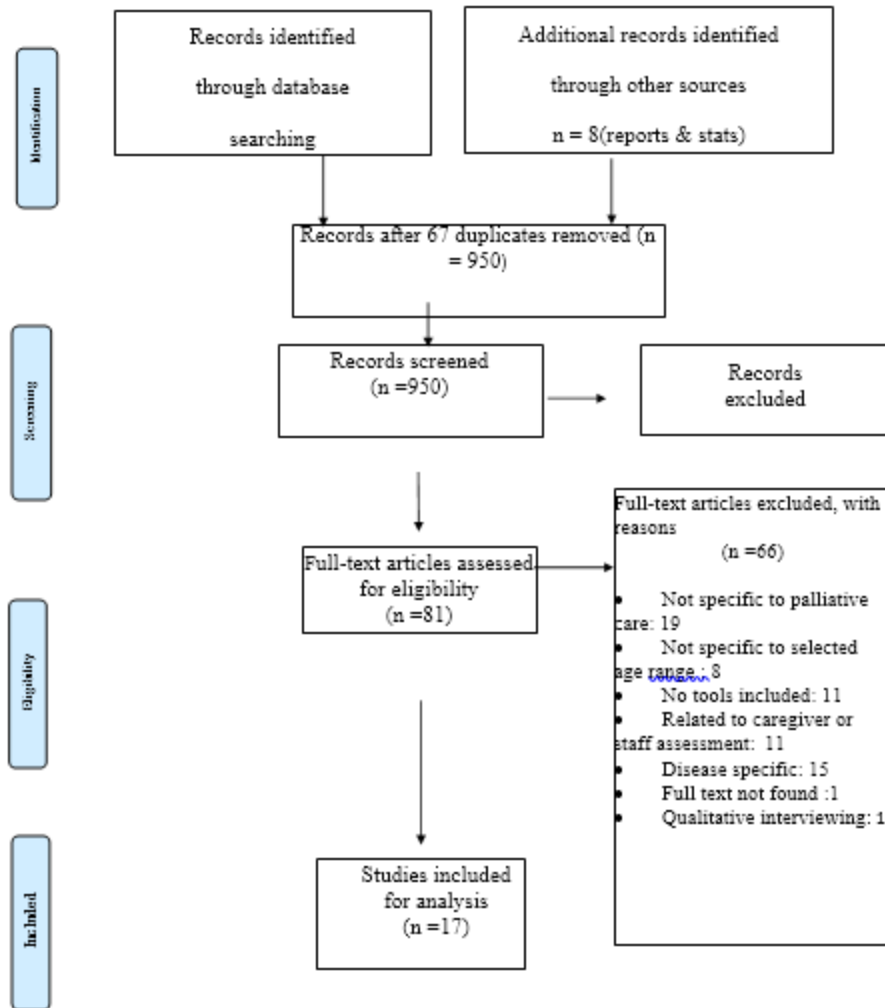 Identification
Records identified
through database
searching
Additional records identified
through other sources
n = 8(reports & stats)
Records after 67 duplicates removed (n
= 950)
Screening
Records screened
(n =950)
Records
excluded
Eligibility
Full-text articles assessed
for eligibility
(n =81)
Full-text articles excluded, with
reasons
(n =66)
• Not specific to palliative
care: 19
• Not specific to selected
age range : 8
• No tools included: 11
• Related to caregiver or
staff assessment: 11
• Disease specific: 15
• Full text not found :1
• Qualitative interviewing: 1
Included
Studies included
for analysis
(n =17)